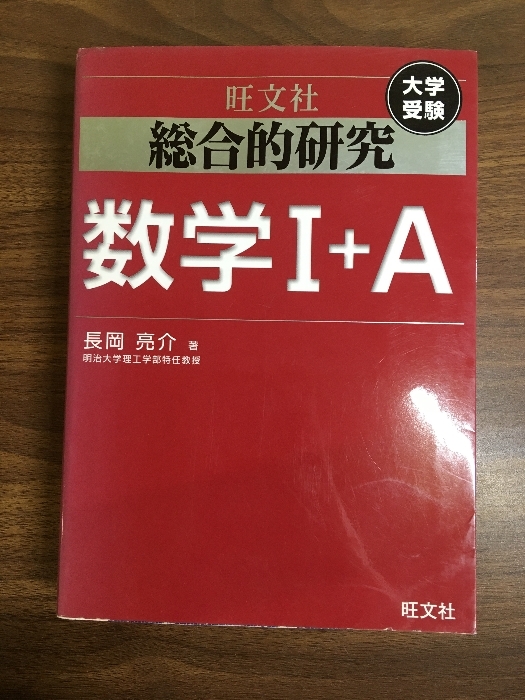 大学
受験
旺文社
総合的研究
数学I+A
長岡 亮介 著
明治大学理工学部特任教授
旺文社